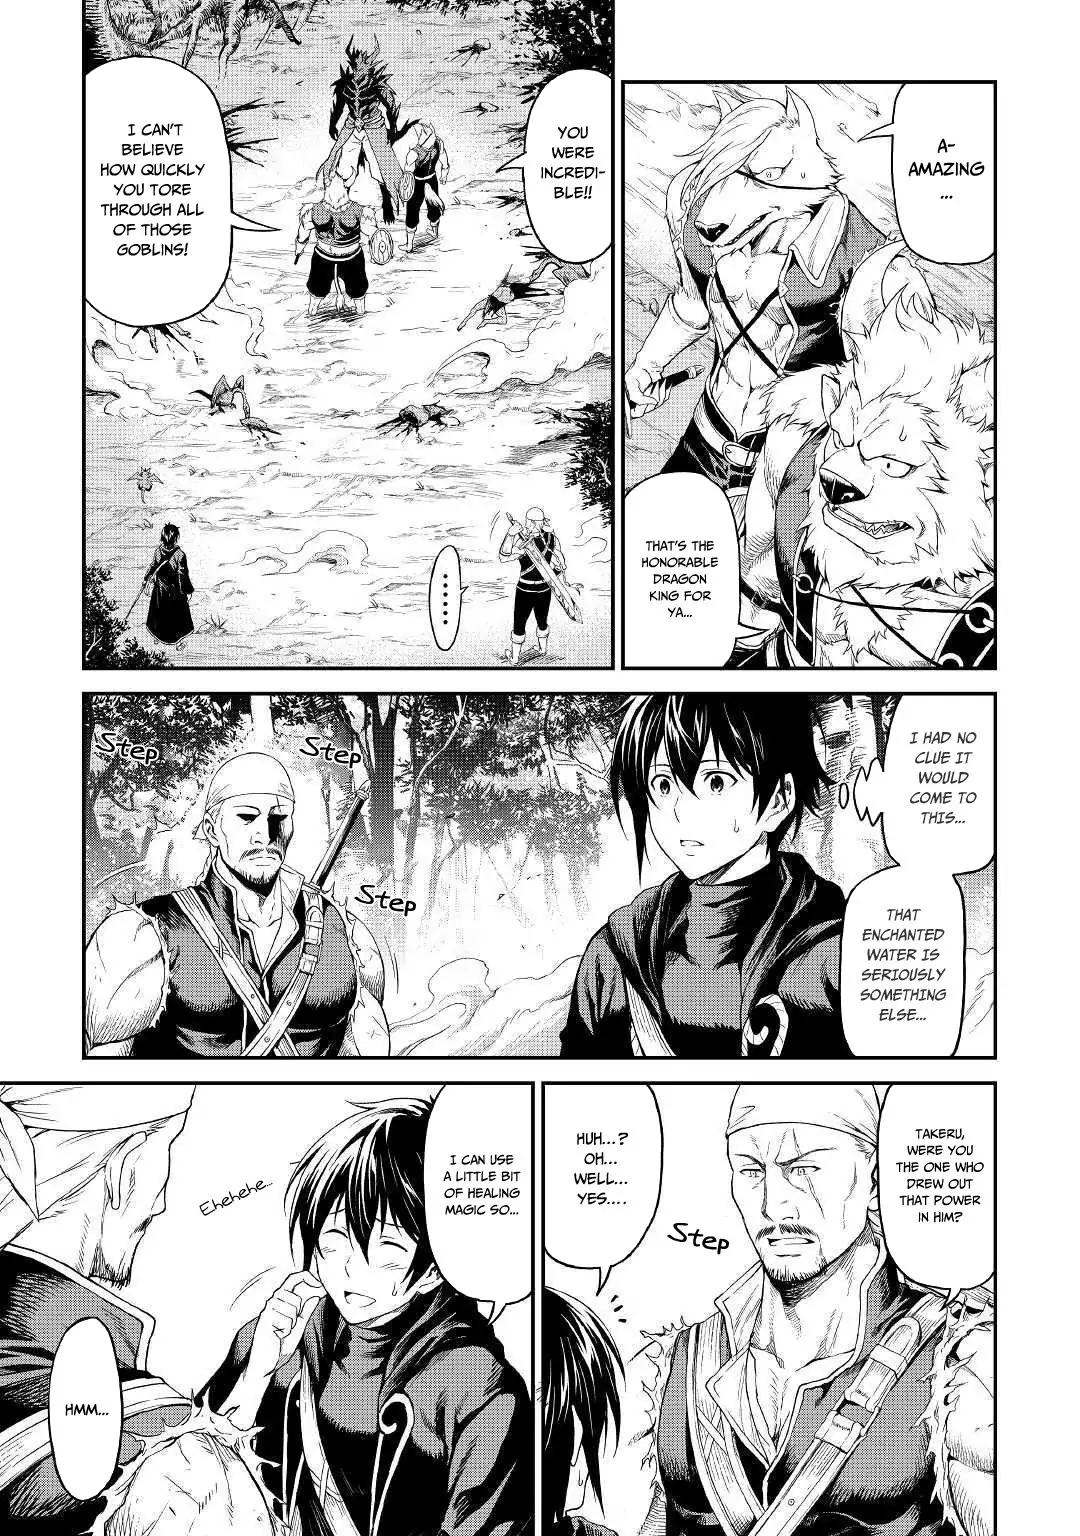 A-
AMAZING
...
THAT'S THE
HONORABLE
DRAGON
KING FOR
YA...
YOU
WERE
INCREDI-
BLE!!
I CAN'T
BELIEVE
HOW QUICKLY
YOU TORE
THROUGH ALL
OF THOSE
GOBLINS!
......
I HAD NO
CLUE IT
WOULD
COME TO
THIS...
THAT
ENCHANTED
WATER IS
SERIOUSLY
SOMETHING
ELSE...
Step
Step
Step
TAKERU,
WERE YOU
THE ONE WHO
DREW OUT
THAT POWER
IN HIM?
Step
HUH...?
OH...
WELL...
YES....
I CAN USE
A LITTLE BIT
OF HEALING
MAGIC SO...
Ehehehe...
HMM...